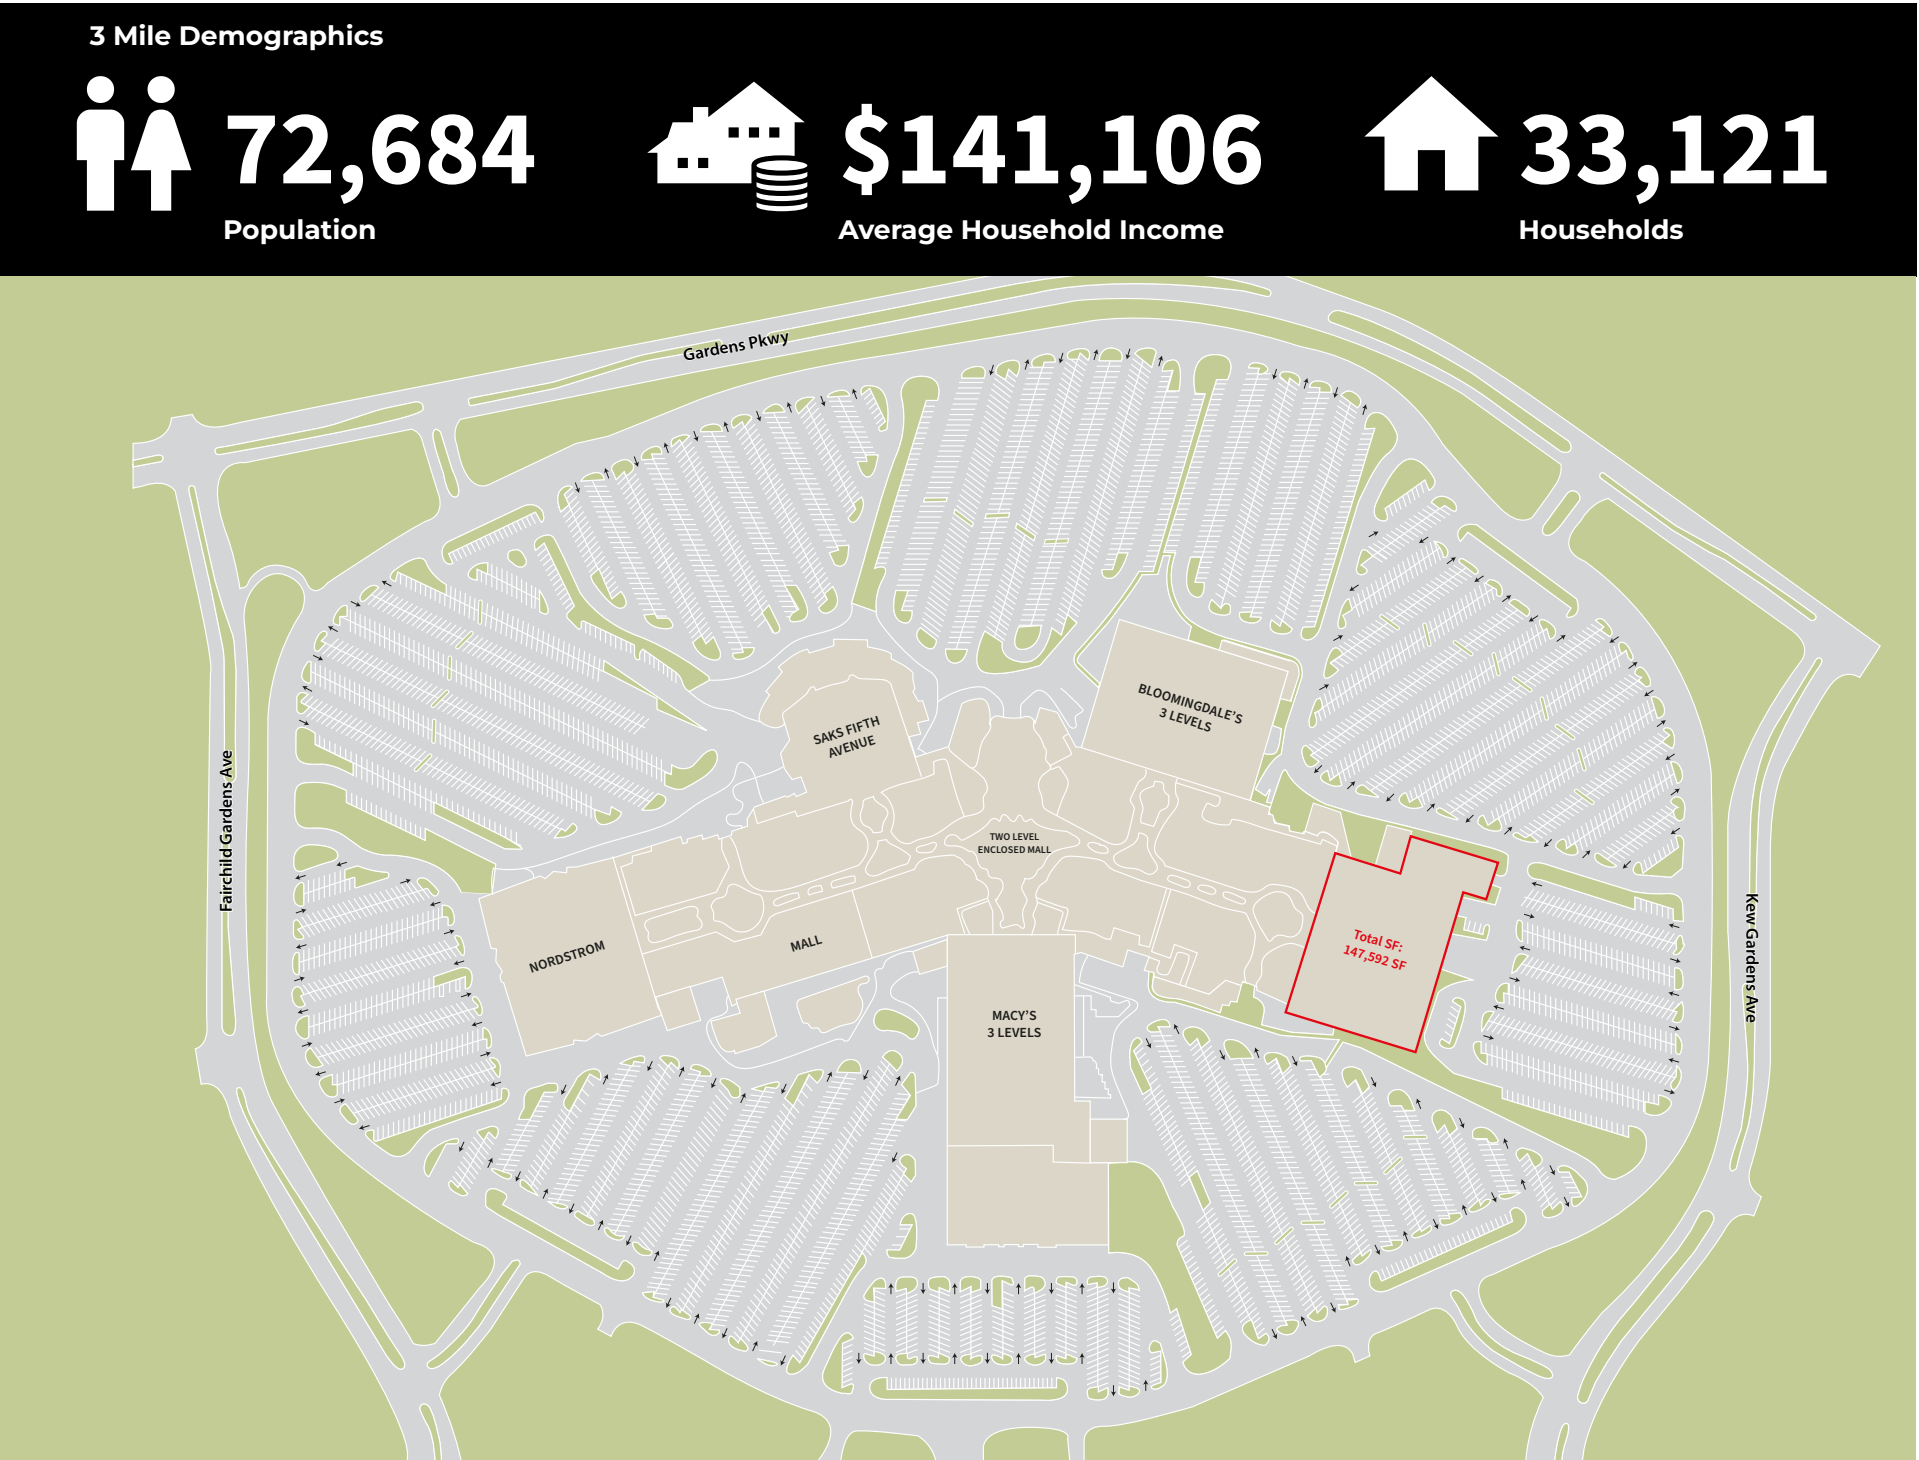 3 Mile Demographics
72,684
Population
$141,106
Average Household Income
33,121
Households
Gardens Pkwy
Fairchild Gardens Ave
Kew Gardens Ave
SAKS FIFTH
AVENUE
BLOOMINGDALE'S
3 LEVELS
TWO LEVEL
ENCLOSED MALL
NORDSTROM
MALL
Total SF:
147,592 SF
MACY'S
3 LEVELS